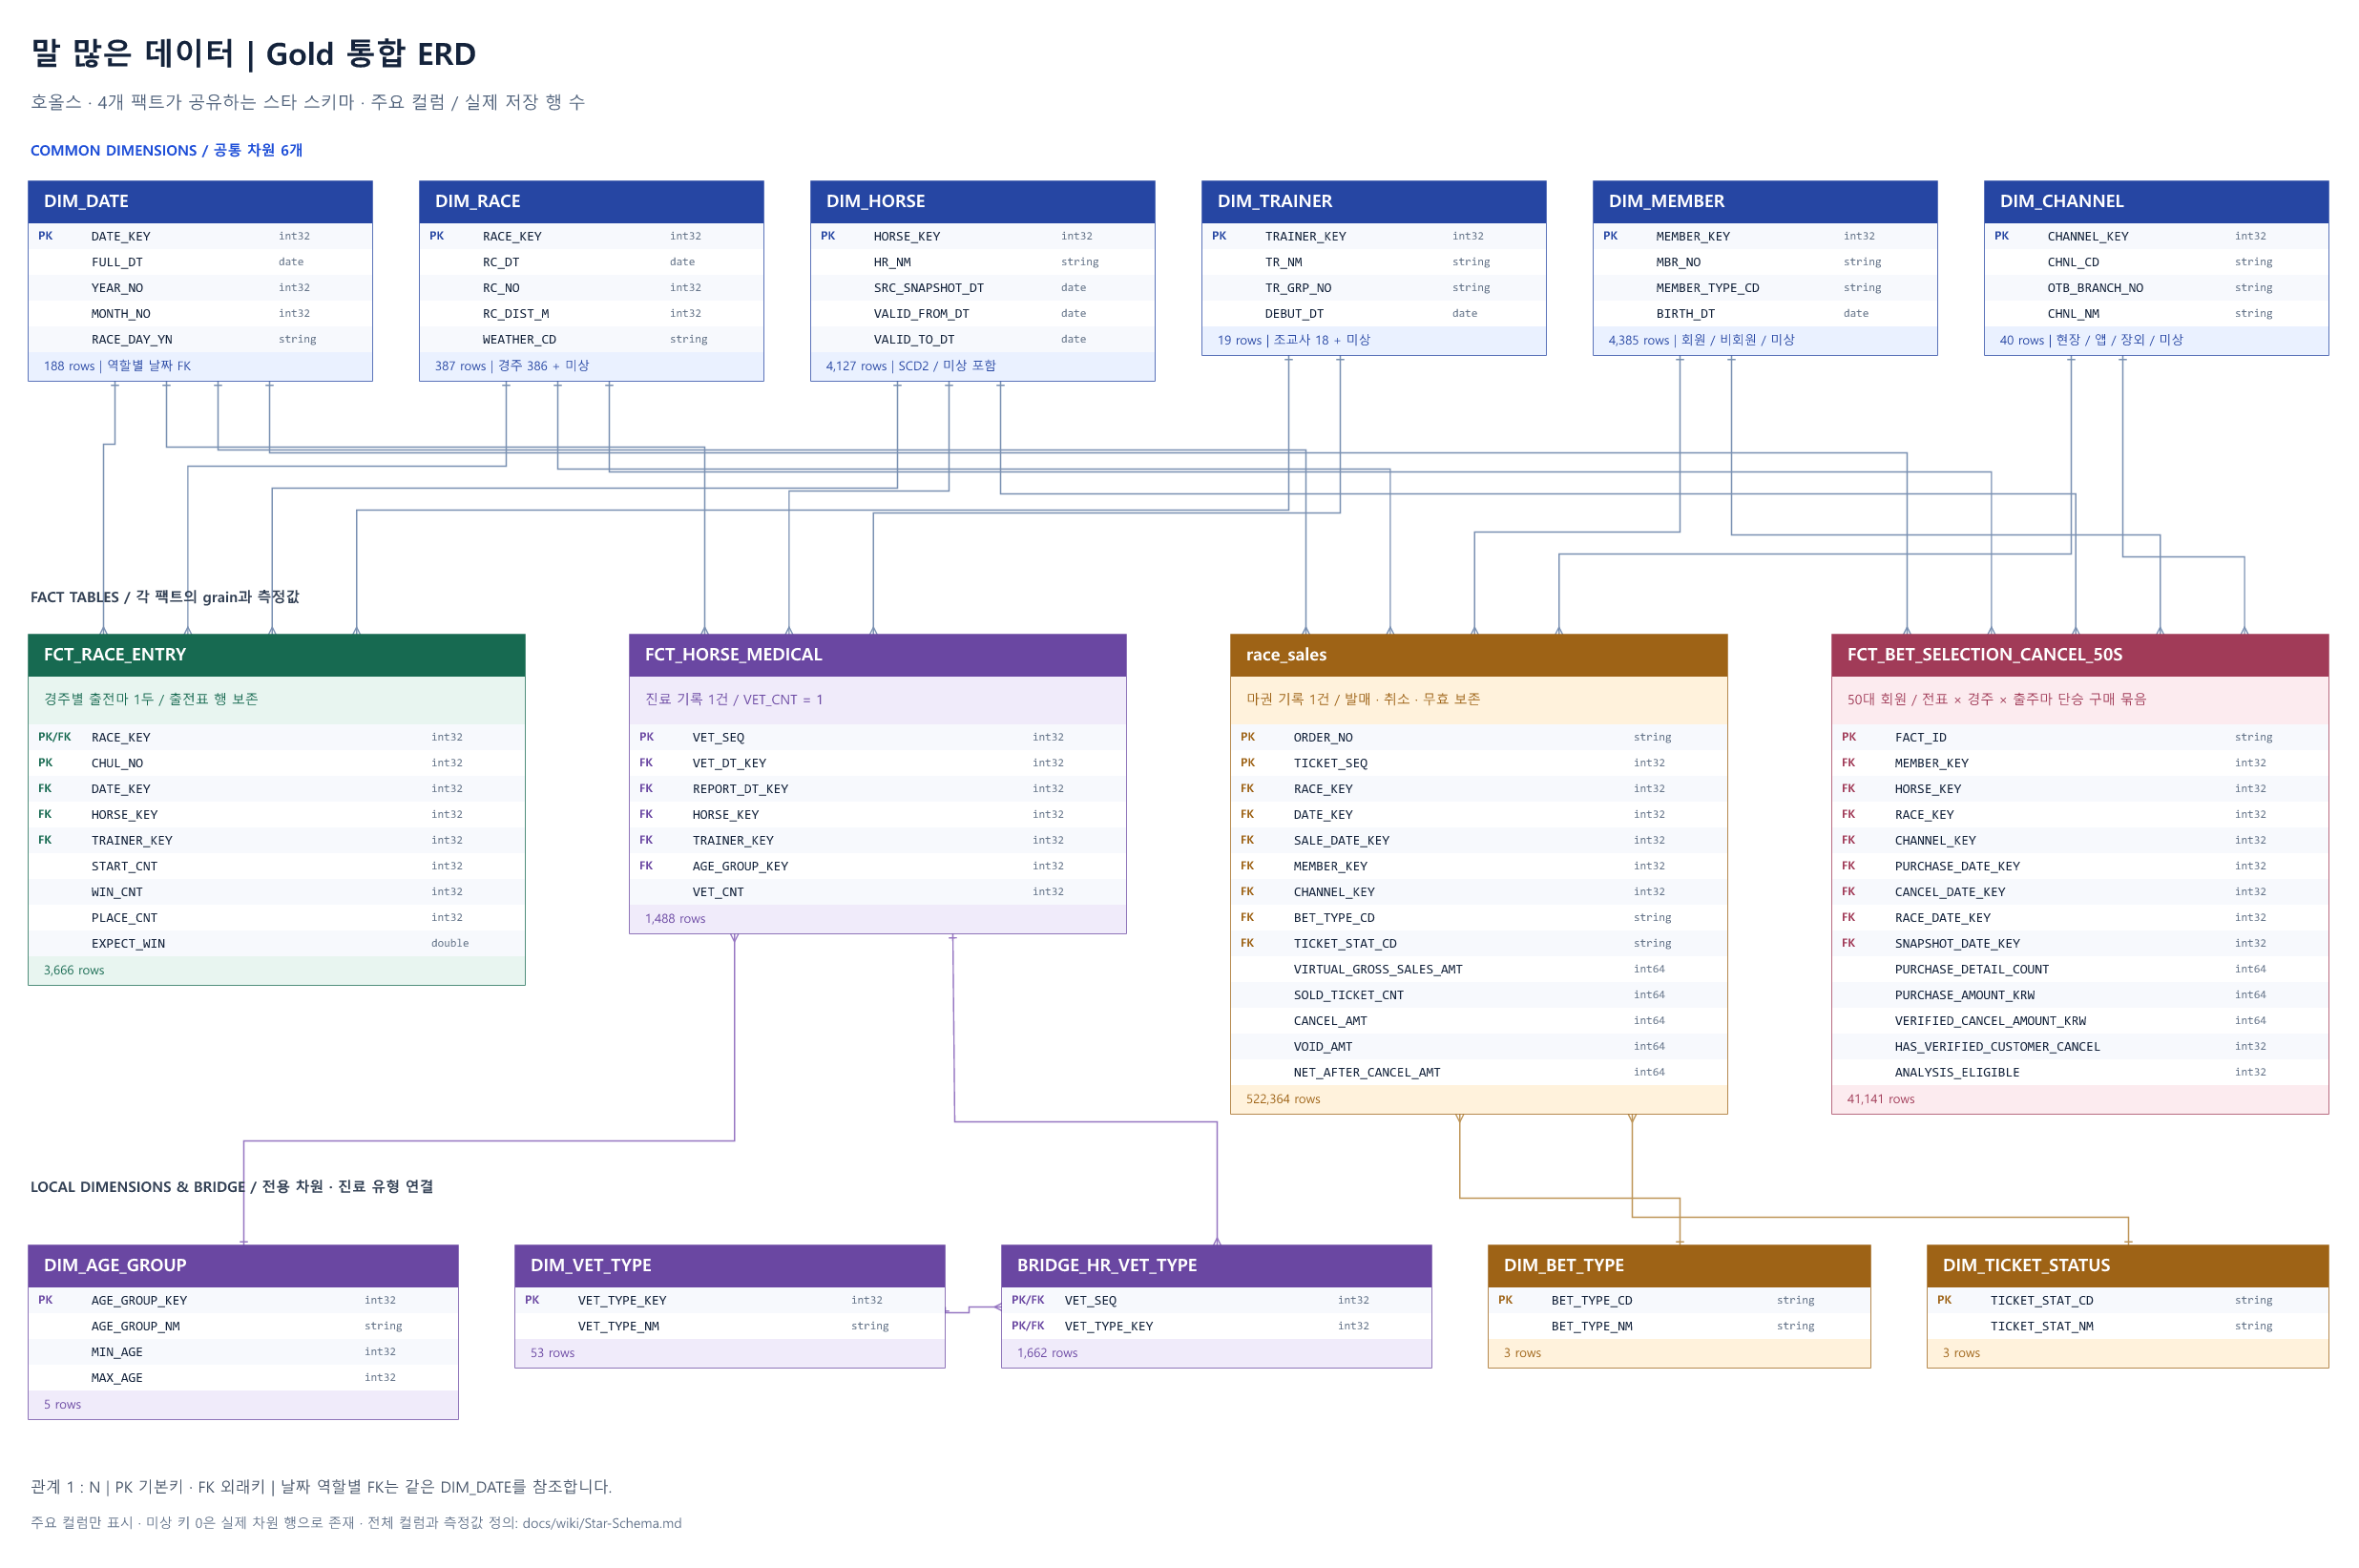 말 많은 데이터 | Gold 통합 ERD
호올스 · 4개 팩트가 공유하는 스타 스키마 · 주요 컬럼 / 실제 저장 행 수
COMMON DIMENSIONS / 공통 차원 6개
DIM_DATE
PK DATE_KEY int32
FULL_DT date
YEAR_NO int32
MONTH_NO int32
RACE_DAY_YN string
188 rows | 역할별 날짜 FK
DIM_RACE
PK RACE_KEY int32
RC_DT date
RC_NO int32
RC_DIST_M int32
WEATHER_CD string
387 rows | 경주 386 + 미상
DIM_HORSE
PK HORSE_KEY int32
HR_NM string
SRC_SNAPSHOT_DT date
VALID_FROM_DT date
VALID_TO_DT date
4,127 rows | SCD2 / 미상 포함
DIM_TRAINER
PK TRAINER_KEY int32
TR_NM string
TR_GRP_NO string
DEBUT_DT date
19 rows | 조교사 18 + 미상
DIM_MEMBER
PK MEMBER_KEY int32
MBR_NO string
MEMBER_TYPE_CD string
BIRTH_DT date
4,385 rows | 회원 / 비회원 / 미상
DIM_CHANNEL
PK CHANNEL_KEY int32
CHNL_CD string
OTB_BRANCH_NO string
CHNL_NM string
40 rows | 현장 / 앱 / 장외 / 미상
FACT TABLES / 각 팩트의 grain과 측정값
FCT_RACE_ENTRY
경주별 출전마 1두 / 출전표 행 보존
PK/FK RACE_KEY int32
PK CHUL_NO int32
FK DATE_KEY int32
FK HORSE_KEY int32
FK TRAINER_KEY int32
START_CNT int32
WIN_CNT int32
PLACE_CNT int32
EXPECT_WIN double
3,666 rows
FCT_HORSE_MEDICAL
진료 기록 1건 / VET_CNT = 1
PK VET_SEQ int32
FK VET_DT_KEY int32
FK REPORT_DT_KEY int32
FK HORSE_KEY int32
FK TRAINER_KEY int32
FK AGE_GROUP_KEY int32
VET_CNT int32
1,488 rows
race_sales
마권 기록 1건 / 발매 · 취소 · 무효 보존
PK ORDER_NO string
PK TICKET_SEQ int32
FK RACE_KEY int32
FK DATE_KEY int32
FK SALE_DATE_KEY int32
FK MEMBER_KEY int32
FK CHANNEL_KEY int32
FK BET_TYPE_CD string
FK TICKET_STAT_CD string
VIRTUAL_GROSS_SALES_AMT int64
SOLD_TICKET_CNT int64
CANCEL_AMT int64
VOID_AMT int64
NET_AFTER_CANCEL_AMT int64
522,364 rows
FCT_BET_SELECTION_CANCEL_50S
50대 회원 / 전표 × 경주 × 출주마 단승 구매 묶음
PK FACT_ID string
FK MEMBER_KEY int32
FK HORSE_KEY int32
FK RACE_KEY int32
FK CHANNEL_KEY int32
FK PURCHASE_DATE_KEY int32
FK CANCEL_DATE_KEY int32
FK RACE_DATE_KEY int32
FK SNAPSHOT_DATE_KEY int32
PURCHASE_DETAIL_COUNT int64
PURCHASE_AMOUNT_KRW int64
VERIFIED_CANCEL_AMOUNT_KRW int64
HAS_VERIFIED_CUSTOMER_CANCEL int32
ANALYSIS_ELIGIBLE int32
41,141 rows
LOCAL DIMENSIONS & BRIDGE / 전용 차원 · 진료 유형 연결
DIM_AGE_GROUP
PK AGE_GROUP_KEY int32
AGE_GROUP_NM string
MIN_AGE int32
MAX_AGE int32
5 rows
DIM_VET_TYPE
PK VET_TYPE_KEY int32
VET_TYPE_NM string
53 rows
BRIDGE_HR_VET_TYPE
PK/FK VET_SEQ int32
PK/FK VET_TYPE_KEY int32
1,662 rows
DIM_BET_TYPE
PK BET_TYPE_CD string
BET_TYPE_NM string
3 rows
DIM_TICKET_STATUS
PK TICKET_STAT_CD string
TICKET_STAT_NM string
3 rows
관계 1 : N | PK 기본키 · FK 외래키 | 날짜 역할별 FK는 같은 DIM_DATE를 참조합니다.
주요 컬럼만 표시 · 미상 키 0은 실제 차원 행으로 존재 · 전체 컬럼과 측정값 정의: docs/wiki/Star-Schema.md